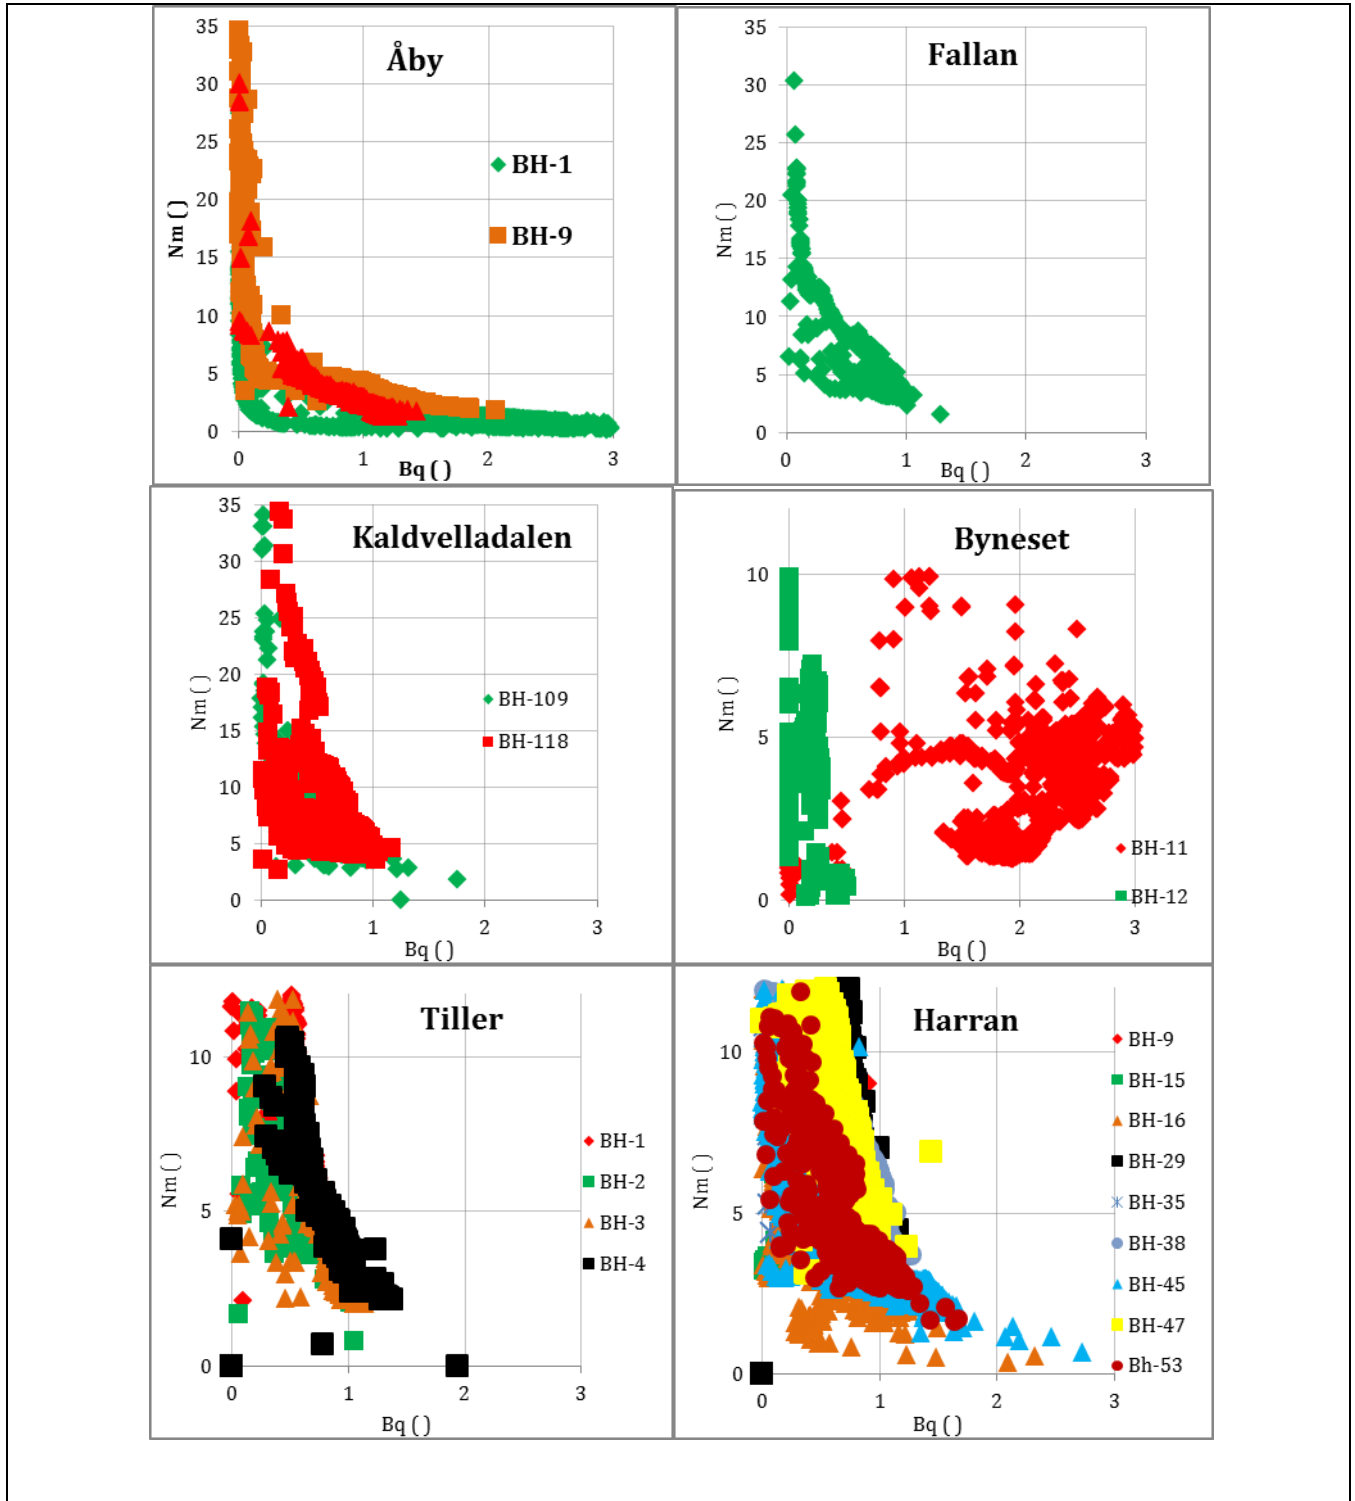 Åby
35
30
25
20
15
10
5
0
Nm ( )
0 1 2 3
Bq ( )
BH-1
BH-9
Fallan
35
30
25
20
15
10
5
0
Nm ( )
0 1 2 3
Bq ( )
Kaldvelladalen
35
30
25
20
15
10
5
0
Nm ( )
0 1 2 3
Bq ( )
BH-109
BH-118
Byneset
10
5
0
Nm ( )
0 1 2 3
Bq ( )
BH-11
BH-12
Tiller
10
5
0
Nm ( )
0 1 2 3
Bq ( )
BH-1
BH-2
BH-3
BH-4
Harran
10
5
0
Nm ( )
0 1 2 3
Bq ( )
BH-9
BH-15
BH-16
BH-29
BH-35
BH-38
BH-45
BH-47
Bh-53